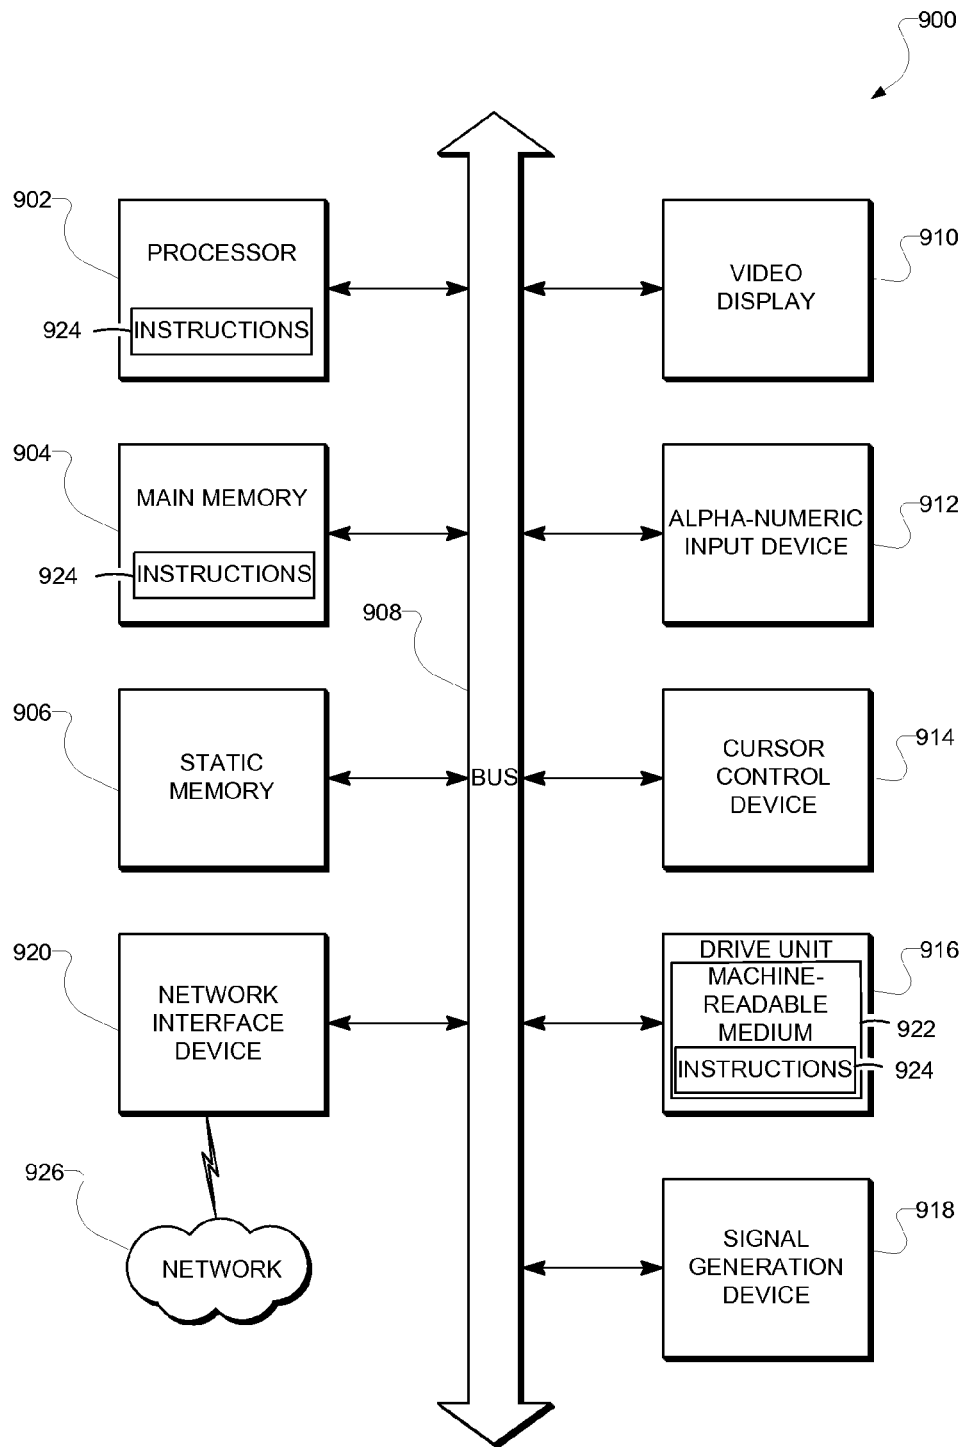 900
902
PROCESSOR
924
INSTRUCTIONS
910
VIDEO
DISPLAY
904
MAIN MEMORY
924
INSTRUCTIONS
912
ALPHA-NUMERIC
INPUT DEVICE
908
906
STATIC
MEMORY
BUS
914
CURSOR
CONTROL
DEVICE
920
NETWORK
INTERFACE
DEVICE
916
DRIVE UNIT
MACHINE-
READABLE
MEDIUM
922
INSTRUCTIONS
924
926
NETWORK
918
SIGNAL
GENERATION
DEVICE